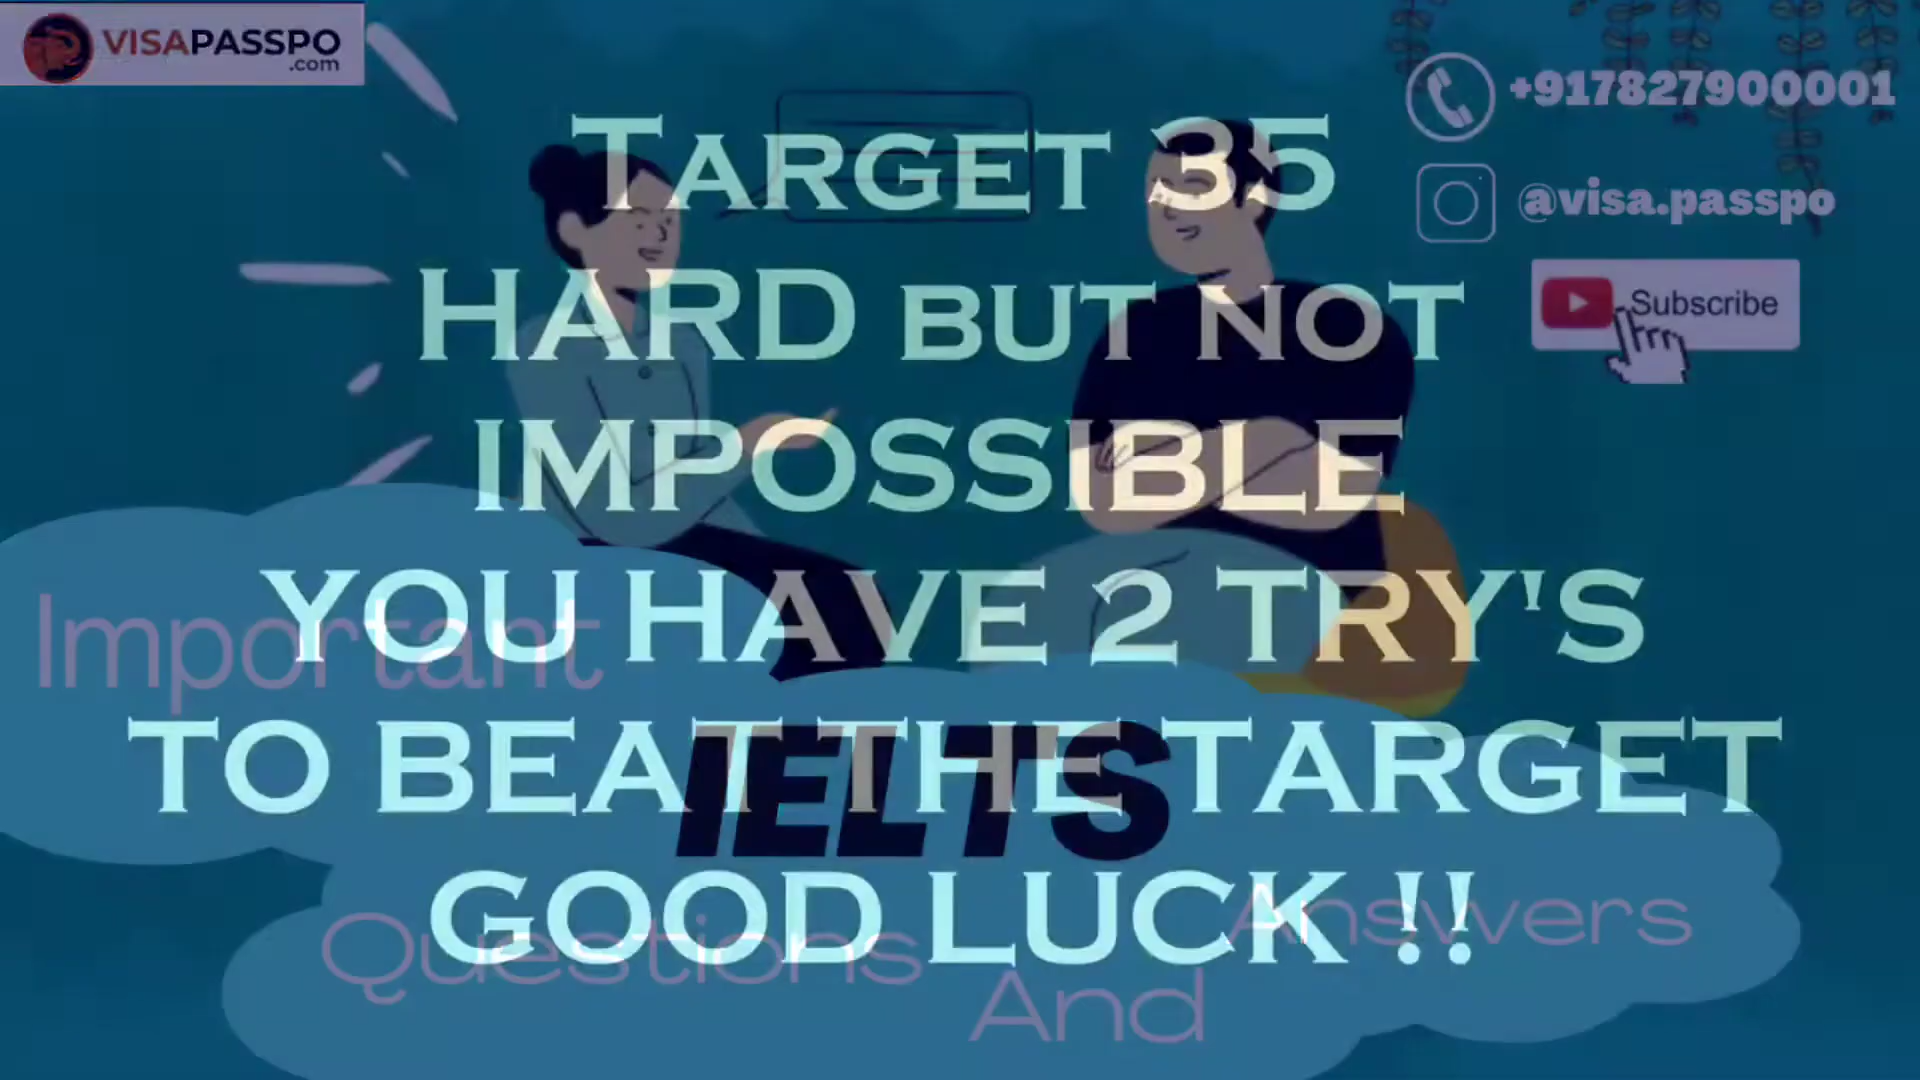 VISAPASSPO
.com
+917827900001
@visa.passpo
Subscribe
TARGET 35
HARD BUT NOT
IMPOSSIBLE
YOU HAVE 2 TRY'S
TO BEAT THE TARGET
GOOD LUCK !!
Important
IELTS
Questions
And
Answers